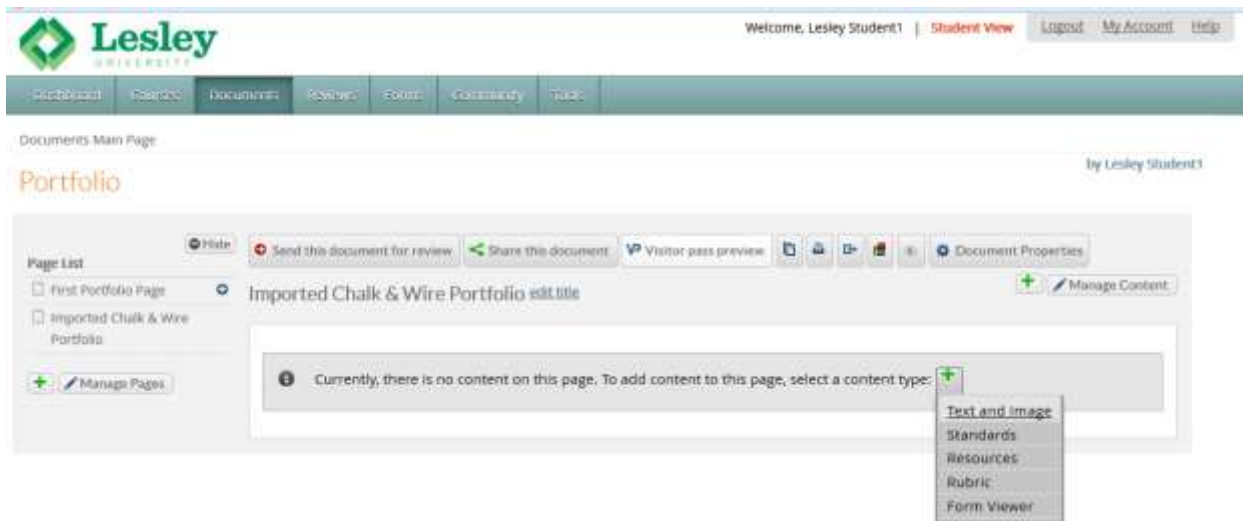 Lesley
UNIVERSITY
Welcome, Lesley Student1 | Student View Logout My Account Help
Dashboard Courses Documents Reviews Forms Community Tools
Documents Main Page
by Lesley Student1
Portfolio
Hide
Page List
First Portfolio Page
Imported Chalk & Wire
Portfolio
Manage Pages
Send this document for review Share this document VP Visitor pass preview Document Properties
Imported Chalk & Wire Portfolio edit title
Manage Content
Currently, there is no content on this page. To add content to this page, select a content type:
Text and Image
Standards
Resources
Rubric
Form Viewer